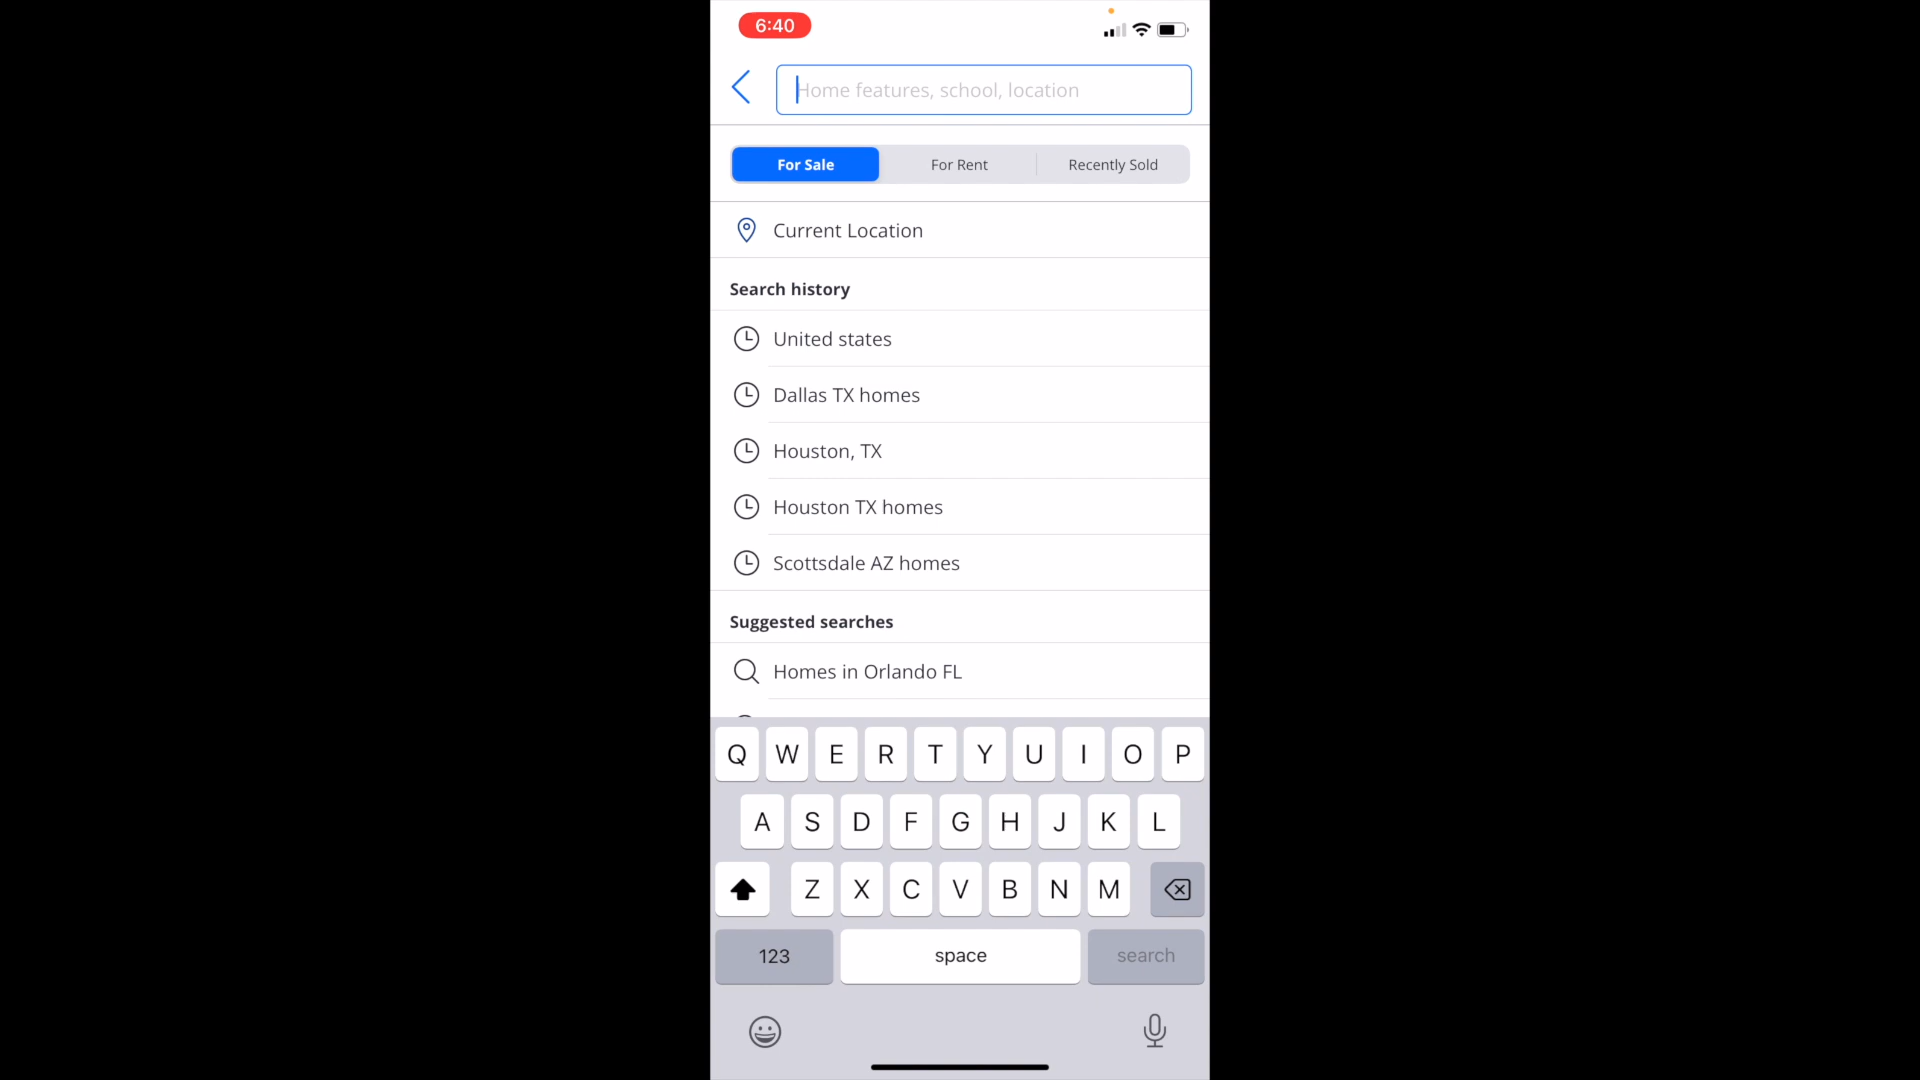 6:40
Home features, school, location
For Sale
For Rent
Recently Sold
Current Location
Search history
United states
Dallas TX homes
Houston, TX
Houston TX homes
Scottsdale AZ homes
Suggested searches
Homes in Orlando FL
Q W E R T Y U I O P
A S D F G H J K L
Z X C V B N M
123 space search